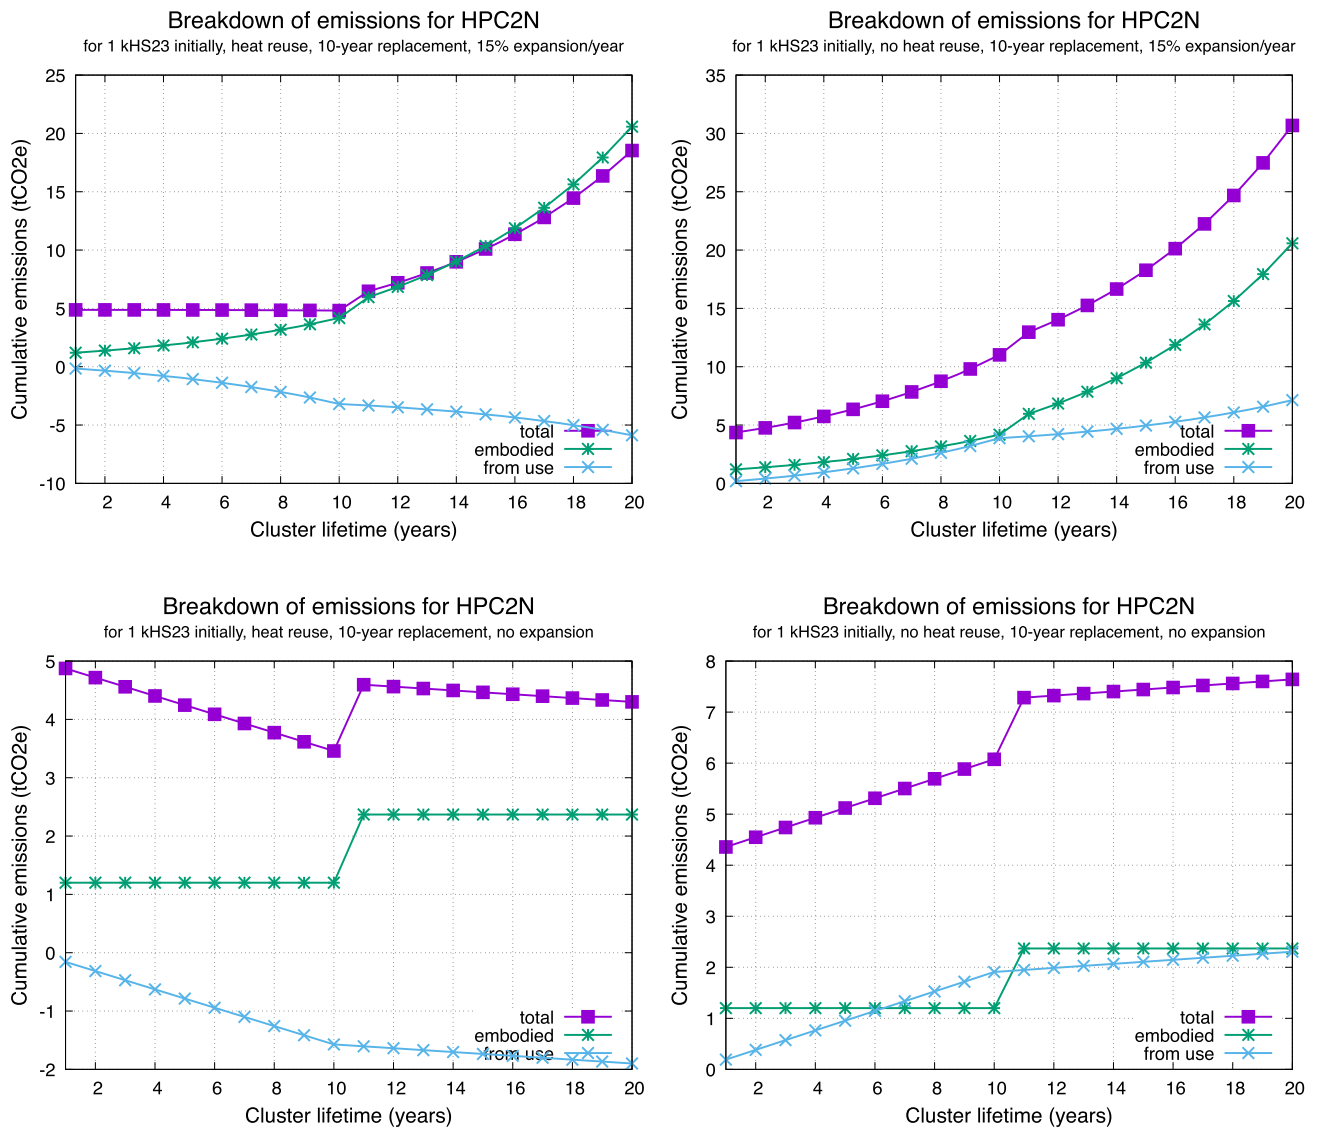 Breakdown of emissions for HPC2N
for 1 kHS23 initially, heat reuse, 10-year replacement, 15% expansion/year
25
20
15
10
5
0
-5
-10
Cumulative emissions (tCO2e)
total
embodied
from use
2 4 6 8 10 12 14 16 18 20
Cluster lifetime (years)
Breakdown of emissions for HPC2N
for 1 kHS23 initially, no heat reuse, 10-year replacement, 15% expansion/year
35
30
25
20
15
10
5
0
Cumulative emissions (tCO2e)
total
embodied
from use
2 4 6 8 10 12 14 16 18 20
Cluster lifetime (years)
Breakdown of emissions for HPC2N
for 1 kHS23 initially, heat reuse, 10-year replacement, no expansion
5
4
3
2
1
0
-1
-2
Cumulative emissions (tCO2e)
total
embodied
from use
2 4 6 8 10 12 14 16 18 20
Cluster lifetime (years)
Breakdown of emissions for HPC2N
for 1 kHS23 initially, no heat reuse, 10-year replacement, no expansion
8
7
6
5
4
3
2
1
0
Cumulative emissions (tCO2e)
total
embodied
from use
2 4 6 8 10 12 14 16 18 20
Cluster lifetime (years)